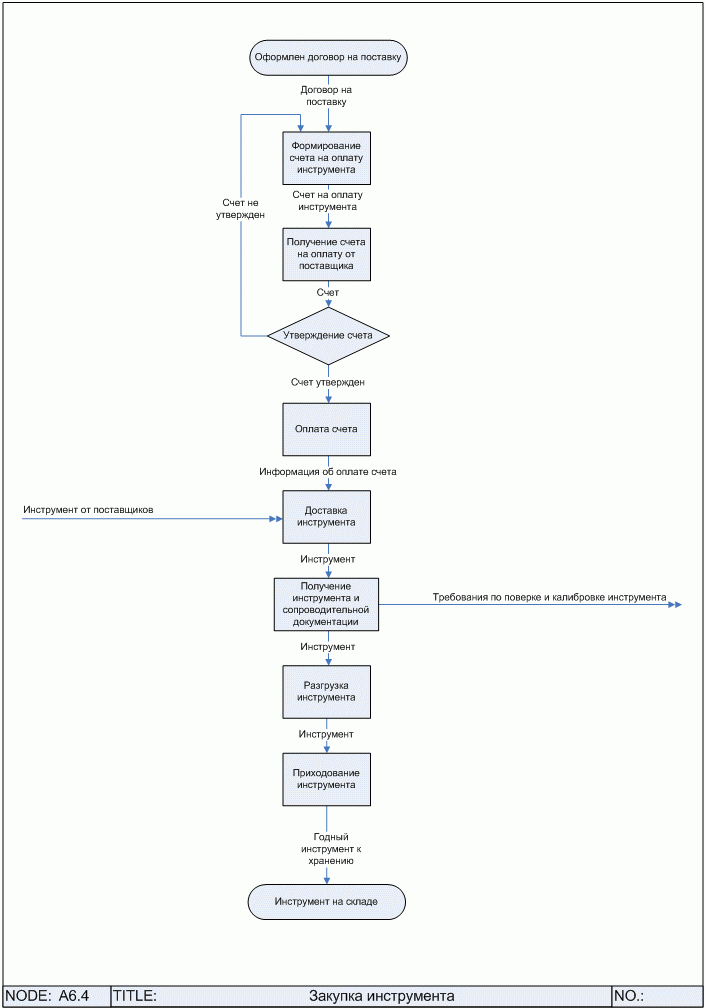 Оформлен договор на поставку
Договор на
поставку
Формирование
счета на оплату
инструмента
Счет не
утвержден
Счет на оплату
инструмента
Получение счета
на оплату от
поставщика
Счет
Утверждение счета
Счет утвержден
Оплата счета
Информация об оплате счета
Инструмент от поставщиков
Доставка
инструмента
Инструмент
Получение
инструмента и
сопроводительной
документации
Требования по поверке и калибровке инструмента
Инструмент
Разгрузка
инструмента
Инструмент
Приходование
инструмента
Годный
инструмент к
хранению
Инструмент на складе
NODE: A6.4 TITLE: Закупка инструмента NO.: